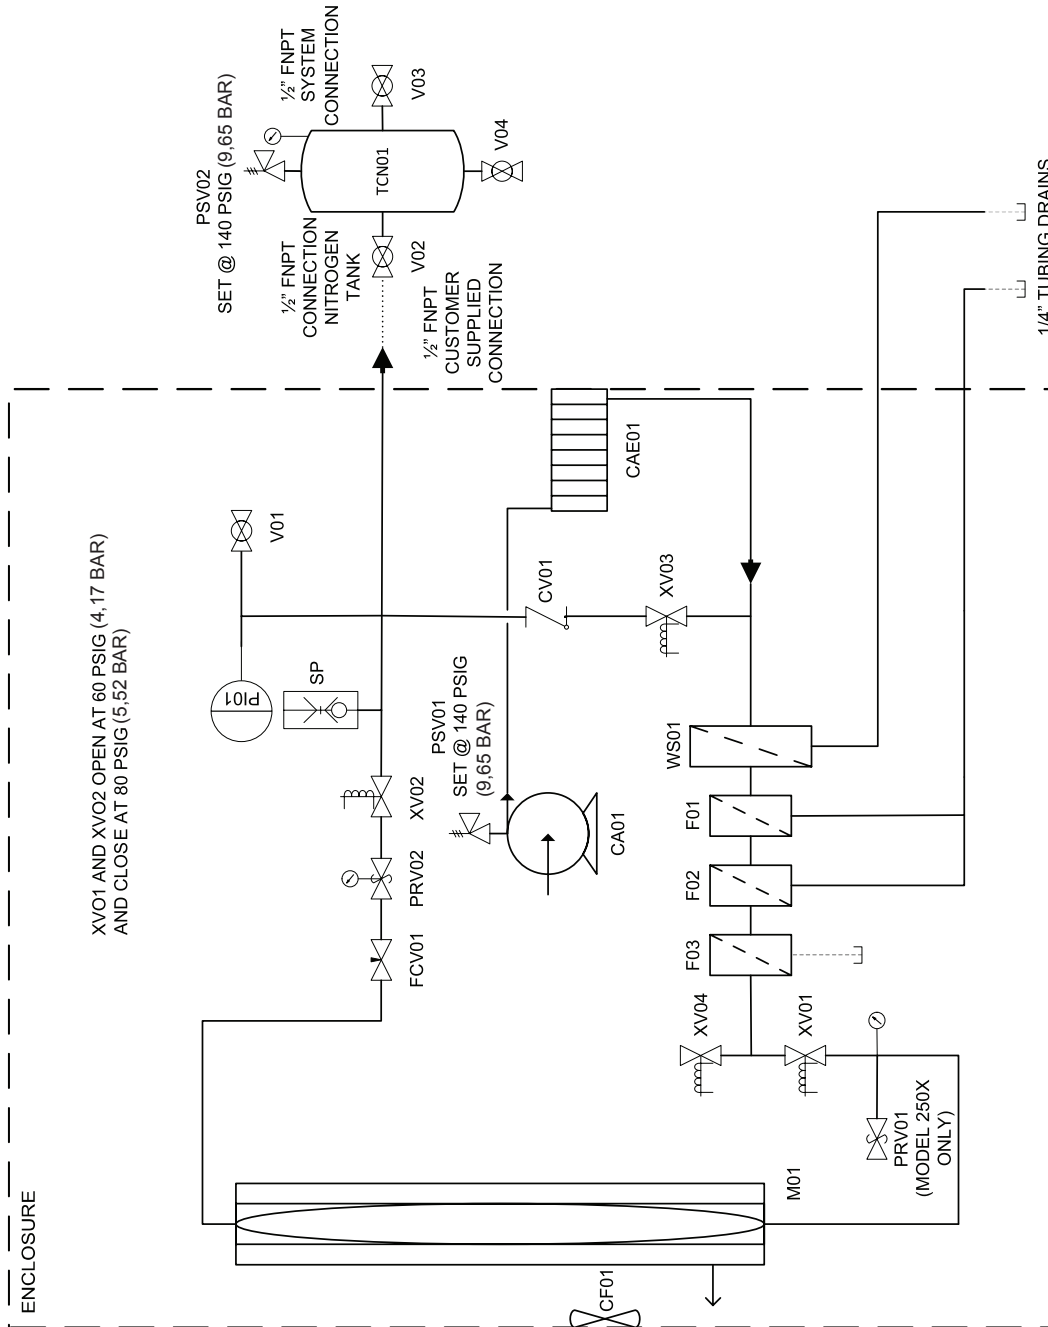 ENCLOSURE
XVO1 AND XVO2 OPEN AT 60 PSIG (4,17 BAR)
AND CLOSE AT 80 PSIG (5,52 BAR)
PI01
V01
SP
XV02
PRV02
FCV01
PSV02
SET @ 140 PSIG (9,65 BAR)
½” FNPT
SYSTEM
CONNECTION
½” FNPT
CONNECTION
NITROGEN
TANK
TCN01
V03
V04
V02
½” FNPT
CUSTOMER
SUPPLIED
CONNECTION
PSV01
SET @ 140 PSIG
(9,65 BAR)
CA01
CV01
CAE01
XV03
WS01
F01
F02
F03
XV04
XV01
PRV01
(MODEL 250X
ONLY)
M01
CF01
1/4" TUBING DRAINS